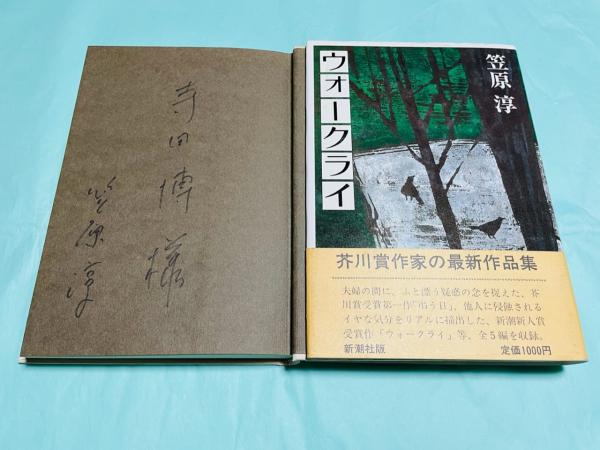 寺田博様
笠原淳
ウォークライ
笠原 淳
芥川賞作家の最新作品集
夫婦の間に、ふと漂う疑惑の念を捉えた、芥
川賞受賞第一作「弔う日」、他人に侵蝕される
イヤな気分をリアルに描出した、新潮新人賞
受賞作「ウォークライ」等、全5編を収録。
新潮社版
定価1000円